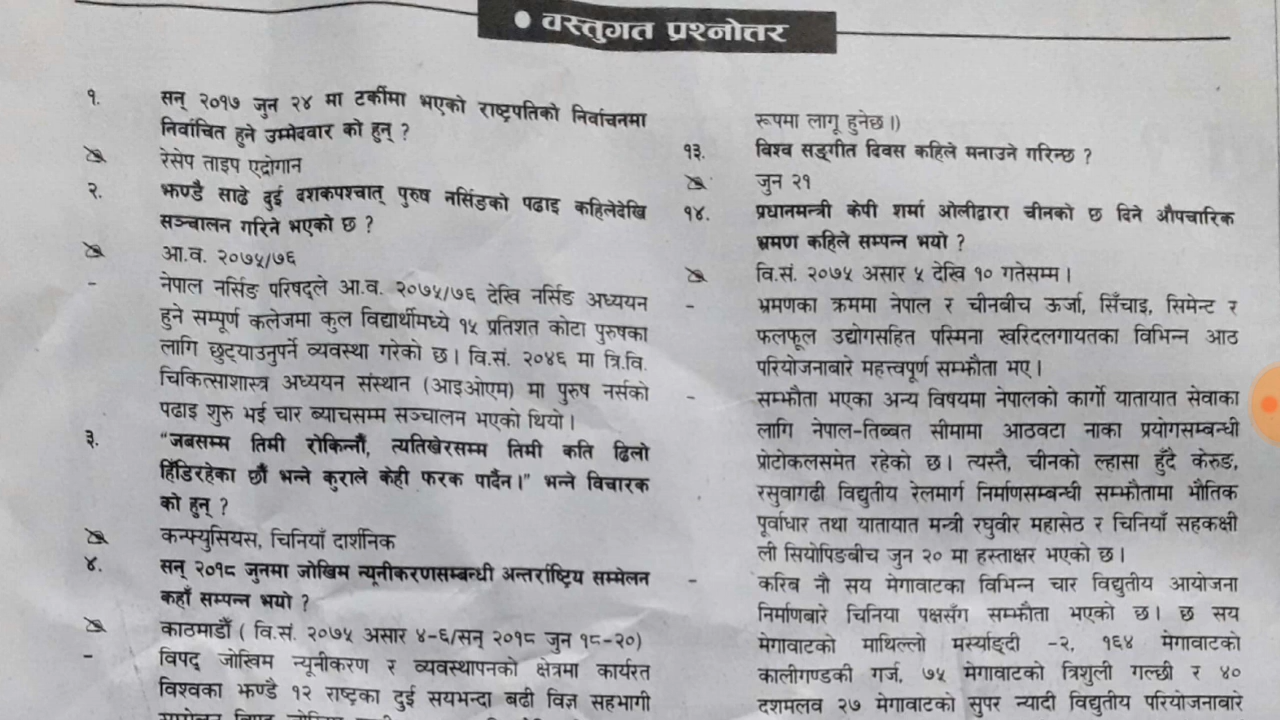 • वस्तुगत प्रश्नोत्तर
१. सन् २०१७ जुन २४ मा टर्कीमा भएको राष्ट्रपतिको निर्वाचनमा
निर्वाचित हुने उम्मेदवार को हुन् ?
रेसेप ताइप एद्रोगान
२. झण्डै साढे दुई दशकपश्चात् पुरुष नर्सिङको पढाइ कहिलेदेखि
सञ्चालन गरिने भएको छ ?
आ.व. २०७५/७६
- नेपाल नर्सिङ परिषद्ले आ.व. २०७५/७६ देखि नर्सिङ अध्ययन
हुने सम्पूर्ण कलेजमा कुल विद्यार्थीमध्ये १५ प्रतिशत कोटा पुरुषका
लागि छुट्याउनुपर्ने व्यवस्था गरेको छ । वि.सं. २०४६ मा त्रि.वि.
चिकित्साशास्त्र अध्ययन संस्थान (आइओएम) मा पुरुष नर्सको
पढाइ शुरु भई चार ब्याचसम्म सञ्चालन भएको थियो ।
३. “जबसम्म तिमी रोकिन्नौं, त्यतिखेरसम्म तिमी कति ढिलो
हिँडिरहेका छौं भन्ने कुराले केही फरक पार्दैन ।” भन्ने विचारक
को हुन् ?
कन्फ्युसियस, चिनियाँ दार्शनिक
४. सन् २०१८ जुनमा जोखिम न्यूनीकरणसम्बन्धी अन्तर्राष्ट्रिय सम्मेलन
कहाँ सम्पन्न भयो ?
काठमाडौं ( वि.सं. २०७५ असार ४-६/सन् २०१८ जुन १८-२०)
- विपद् जोखिम न्यूनीकरण र व्यवस्थापनको क्षेत्रमा कार्यरत
विश्वका झण्डै १२ राष्ट्रका दुई सयभन्दा बढी विज्ञ सहभागी
रूपमा लागू हुनेछ ।)
१३. विश्व सङ्गीत दिवस कहिले मनाउने गरिन्छ ?
जुन २१
१४. प्रधानमन्त्री केपी शर्मा ओलीद्वारा चीनको छ दिने औपचारिक
भ्रमण कहिले सम्पन्न भयो ?
वि.सं. २०७५ असार ५ देखि १० गतेसम्म ।
- भ्रमणका क्रममा नेपाल र चीनबीच ऊर्जा, सिँचाइ, सिमेन्ट र
फलफूल उद्योगसहित पस्मिना खरिदलगायतका विभिन्न आठ
परियोजनाबारे महत्त्वपूर्ण सम्झौता भए ।
- सम्झौता भएका अन्य विषयमा नेपालको कार्गो यातायात सेवाका
लागि नेपाल-तिब्बत सीमामा आठवटा नाका प्रयोगसम्बन्धी
प्रोटोकलसमेत रहेको छ । त्यस्तै, चीनको ल्हासा हुँदै केरुङ,
रसुवागढी विद्युतीय रेलमार्ग निर्माणसम्बन्धी सम्झौतामा भौतिक
पूर्वाधार तथा यातायात मन्त्री रघुवीर महासेठ र चिनियाँ सहकक्षी
ली सियोपिङबीच जुन २० मा हस्ताक्षर भएको छ ।
- करिब नौ सय मेगावाटका विभिन्न चार विद्युतीय आयोजना
निर्माणबारे चिनिया पक्षसँग सम्झौता भएको छ । छ सय
मेगावाटको माथिल्लो मर्स्याङ्दी -२, १६४ मेगावाटको
कालीगण्डकी गर्ज, ७५ मेगावाटको त्रिशुली गल्छी र ४०
दशमलव २७ मेगावाटको सुपर न्यादी विद्युतीय परियोजनाबारे